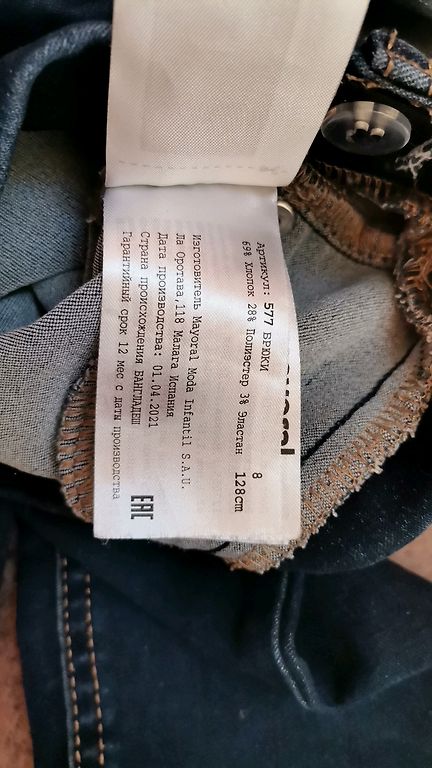 Артикул: 577 БРЮКИ
69% Хлопок 28% Полиэстер 3% Эластан
8
128cm
Изготовитель Mayoral Moda Infantil S.A.U.
Ла Оротава,118 Малага Испания
Дата производства: 01.04.2021
Страна происхождения БАНГЛАДЕШ
Гарантийный срок 12 мес с даты производства
EAC